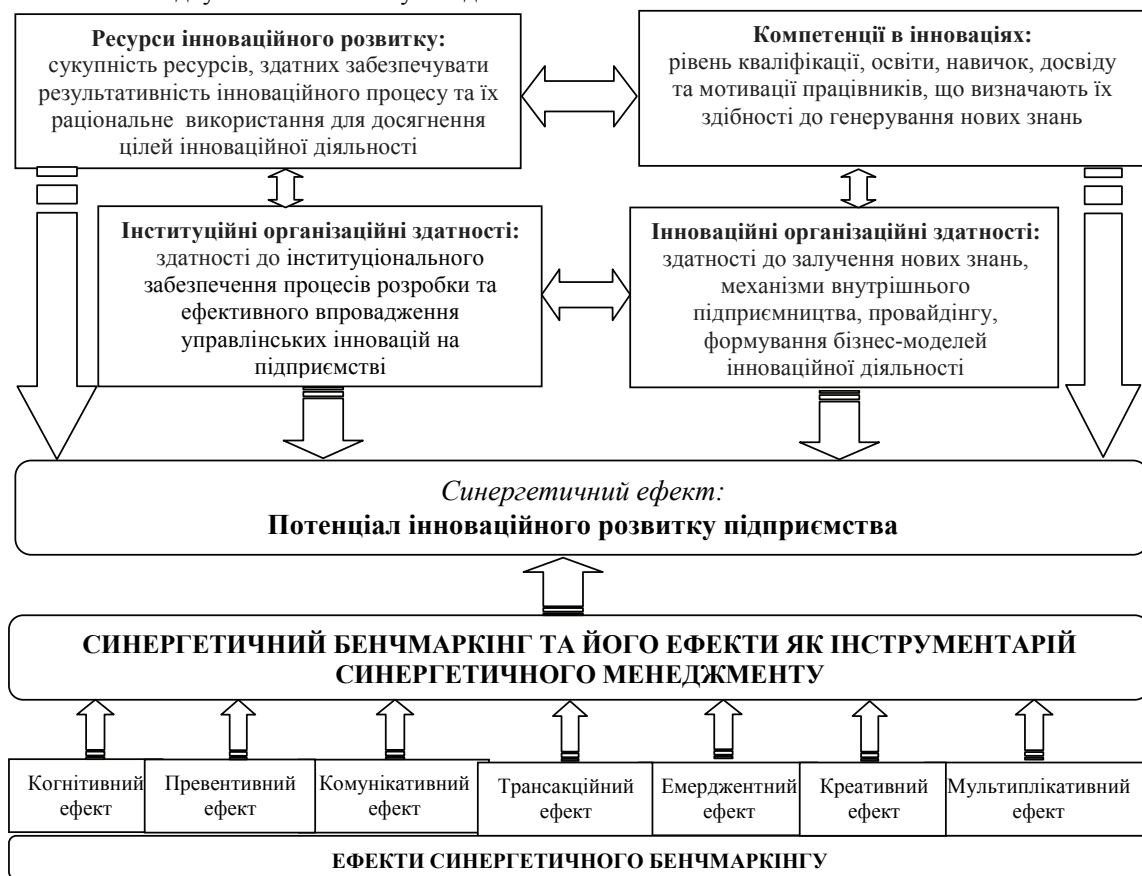 Ресурси інноваційного розвитку:
сукупність ресурсів, здатних забезпечувати
результативність інноваційного процесу та їх
раціональне використання для досягнення
цілей інноваційної діяльності
Компетенції в інноваціях:
рівень кваліфікації, освіти, навичок, досвіду
та мотивації працівників, що визначають їх
здібності до генерування нових знань
Інституційні організаційні здатності:
здатності до інституціонального
забезпечення процесів розробки та
ефективного впровадження
управлінських інновацій на
підприємстві
Інноваційні організаційні здатності:
здатності до залучення нових знань,
механізми внутрішнього
підприємництва, провайдінгу,
формування бізнес-моделей
інноваційної діяльності
Синергетичний ефект:
Потенціал інноваційного розвитку підприємства
СИНЕРГЕТИЧНИЙ БЕНЧМАРКІНГ ТА ЙОГО ЕФЕКТИ ЯК ІНСТРУМЕНТАРІЙ
СИНЕРГЕТИЧНОГО МЕНЕДЖМЕНТУ
Когнітивний
ефект
Превентивний
ефект
Комунікативний
ефект
Трансакційний
ефект
Емерджентний
ефект
Креативний
ефект
Мультиплікативний
ефект
ЕФЕКТИ СИНЕРГЕТИЧНОГО БЕНЧМАРКІНГУ